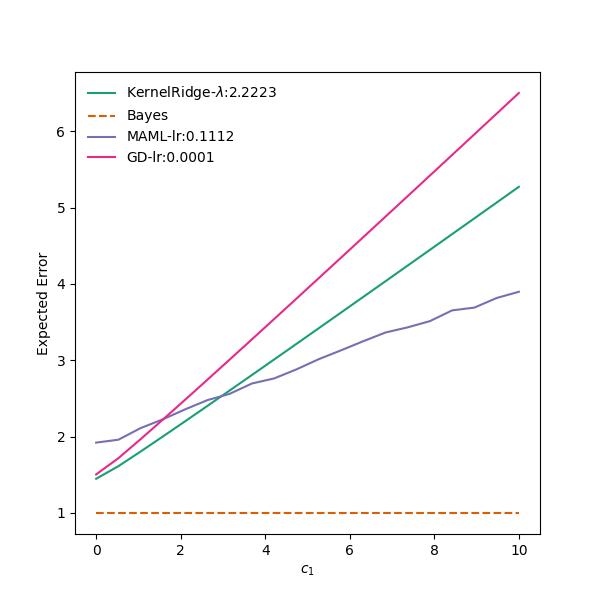 KernelRidge-λ:2.2223
Bayes
MAML-lr:0.1112
GD-lr:0.0001
Expected Error
6
5
4
3
2
1
0 2 4 6 8 10
c₁